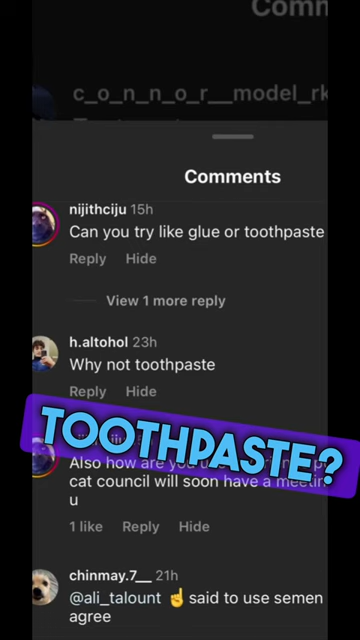 Comm
c_o_n_n_o_r__model_rk
Comments
nijithciju 15h
Can you try like glue or toothpaste
Reply Hide
View 1 more reply
h.altohol 23h
Why not toothpaste
Reply Hide
TOOTHPASTE?
Also how are you
cat council will soon have a meetin
u
1 like Reply Hide
chinmay.7__ 21h
@ali_talount ☝️said to use semen
agree